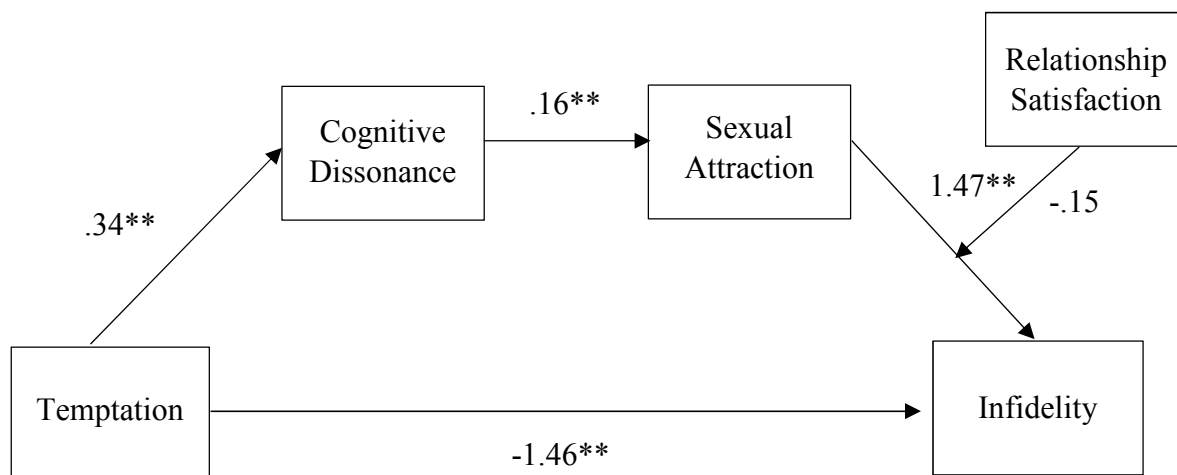 Relationship
Satisfaction
.16**
Cognitive
Dissonance
Sexual
Attraction
1.47**
-.15
.34**
Temptation
Infidelity
-1.46**